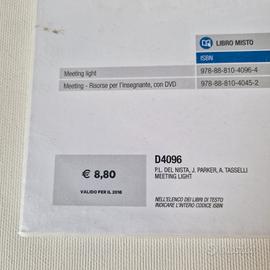 LIBRO MISTO
ISBN
Meeting light 978-88-810-4096-4
Meeting - Risorse per l'insegnante, con DVD 978-88-810-4045-2
€ 8,80
VALIDO PER IL 2016
D4096
P.L. DEL NISTA, J. PARKER, A. TASSELLI
MEETING LIGHT
NELL'ELENCO DEI LIBRI DI TESTO
INDICARE L'INTERO CODICE ISBN
subito